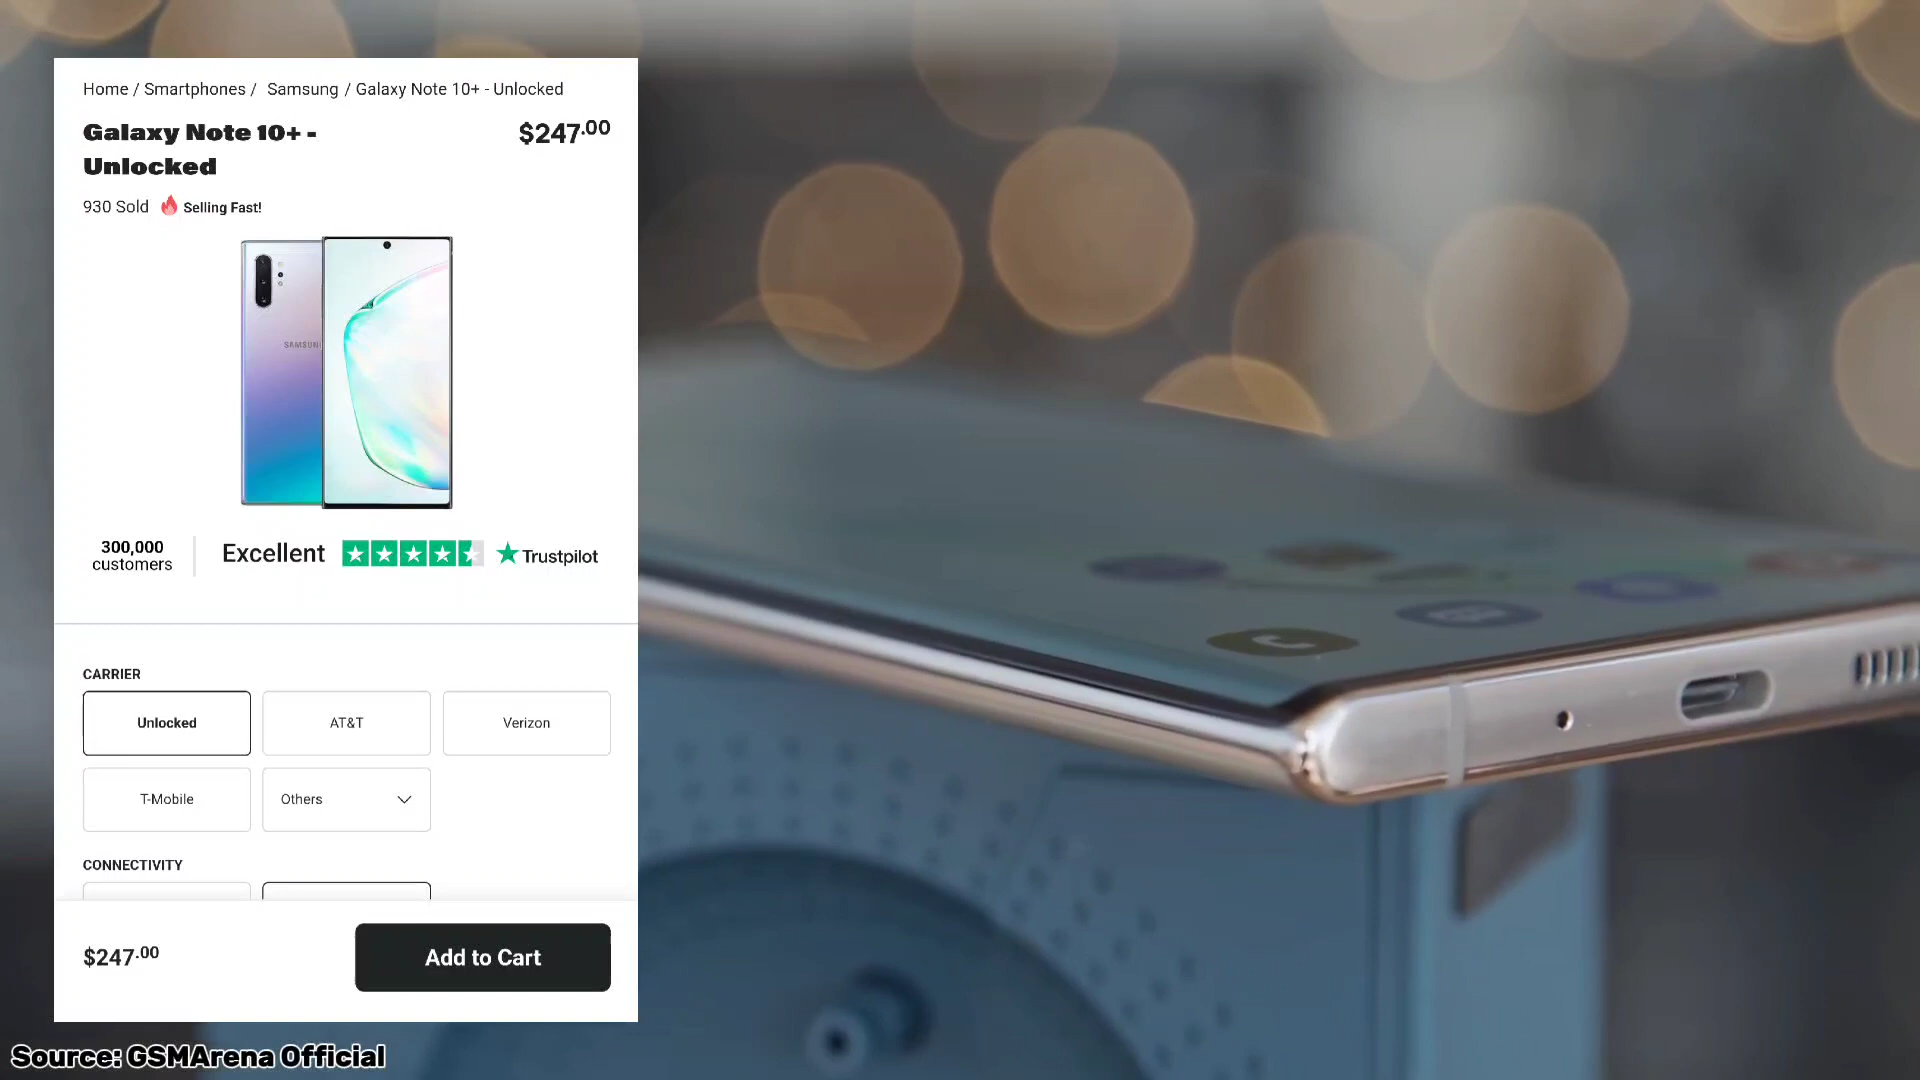 Home / Smartphones / Samsung / Galaxy Note 10+ - Unlocked
Galaxy Note 10+ -
Unlocked
$247.00
930 Sold Selling Fast!
SAMSUN
300,000
customers
Excellent
Trustpilot
CARRIER
Unlocked
AT&T
Verizon
T-Mobile
Others
CONNECTIVITY
$247.00
Add to Cart
Source: GSMArena Official